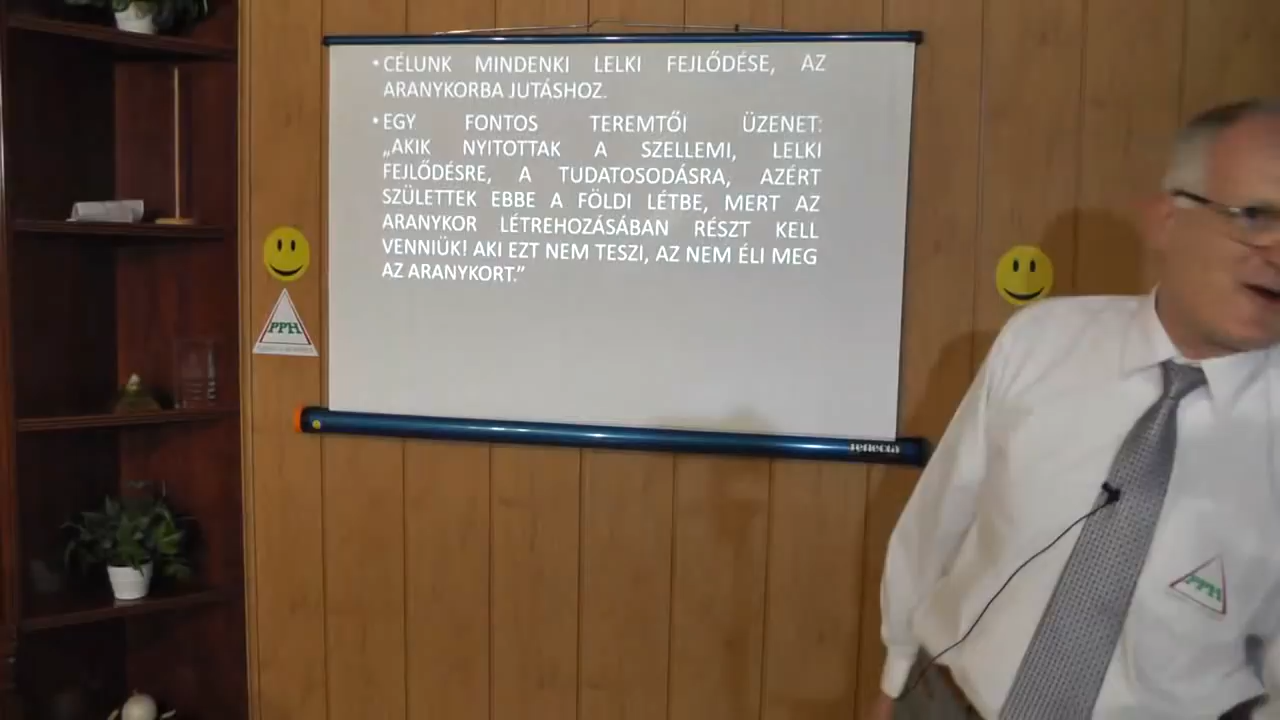 •CÉLUNK MINDENKI LELKI FEJLŐDÉSE, AZ
ARANYKORBA JUTÁSHOZ.
•EGY FONTOS TEREMTŐI ÜZENET:
„AKIK NYITOTTAK A SZELLEMI, LELKI
FEJLŐDÉSRE, A TUDATOSODÁSRA, AZÉRT
SZÜLETTEK EBBE A FÖLDI LÉTBE, MERT AZ
ARANYKOR LÉTREHOZÁSÁBAN RÉSZT KELL
VENNIÜK! AKI EZT NEM TESZI, AZ NEM ÉLI MEG
AZ ARANYKORT.”
PPH
reflecta
PPH